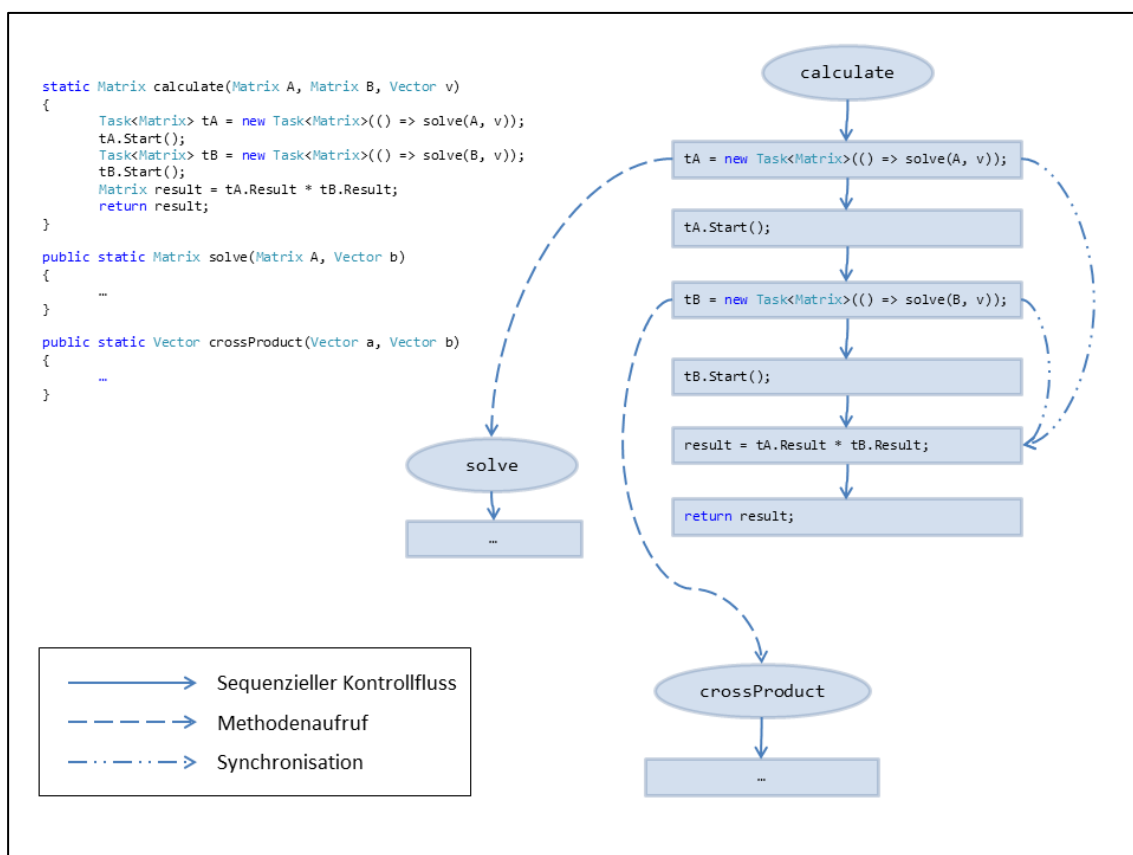 static Matrix calculate(Matrix A, Matrix B, Vector v)
{
Task<Matrix> tA = new Task<Matrix>(() => solve(A, v));
tA.Start();
Task<Matrix> tB = new Task<Matrix>(() => solve(B, v));
tB.Start();
Matrix result = tA.Result * tB.Result;
return result;
}
public static Matrix solve(Matrix A, Vector b)
{
…
}
public static Vector crossProduct(Vector a, Vector b)
{
…
}
calculate
tA = new Task<Matrix>(() => solve(A, v));
tA.Start();
tB = new Task<Matrix>(() => solve(B, v));
tB.Start();
result = tA.Result * tB.Result;
return result;
solve
…
crossProduct
…
Sequenzieller Kontrollfluss
Methodenaufruf
Synchronisation